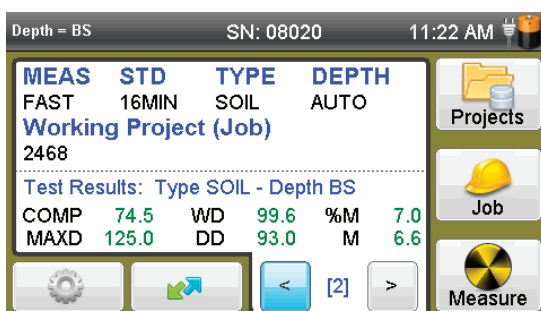 Depth = BS SN: 08020 11:22 AM
MEAS STD TYPE DEPTH
FAST 16MIN SOIL AUTO
Working Project (Job)
2468
Test Results: Type SOIL - Depth BS
COMP 74.5 WD 99.6 %M 7.0
MAXD 125.0 DD 93.0 M 6.6
Projects
Job
Measure
< [2] >